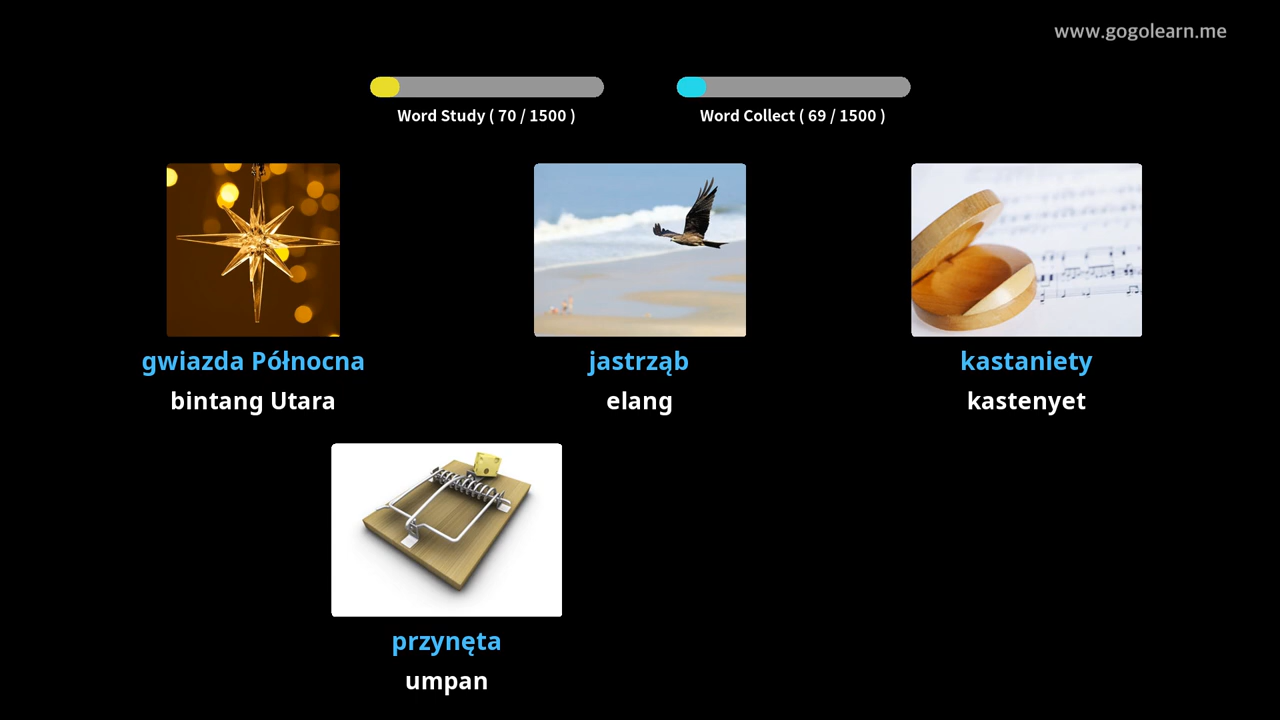 www.gogolearn.me
Word Study ( 70 / 1500 )
Word Collect ( 69 / 1500 )
gwiazda Północna
bintang Utara
jastrząb
elang
kastaniety
kastenyet
przynęta
umpan